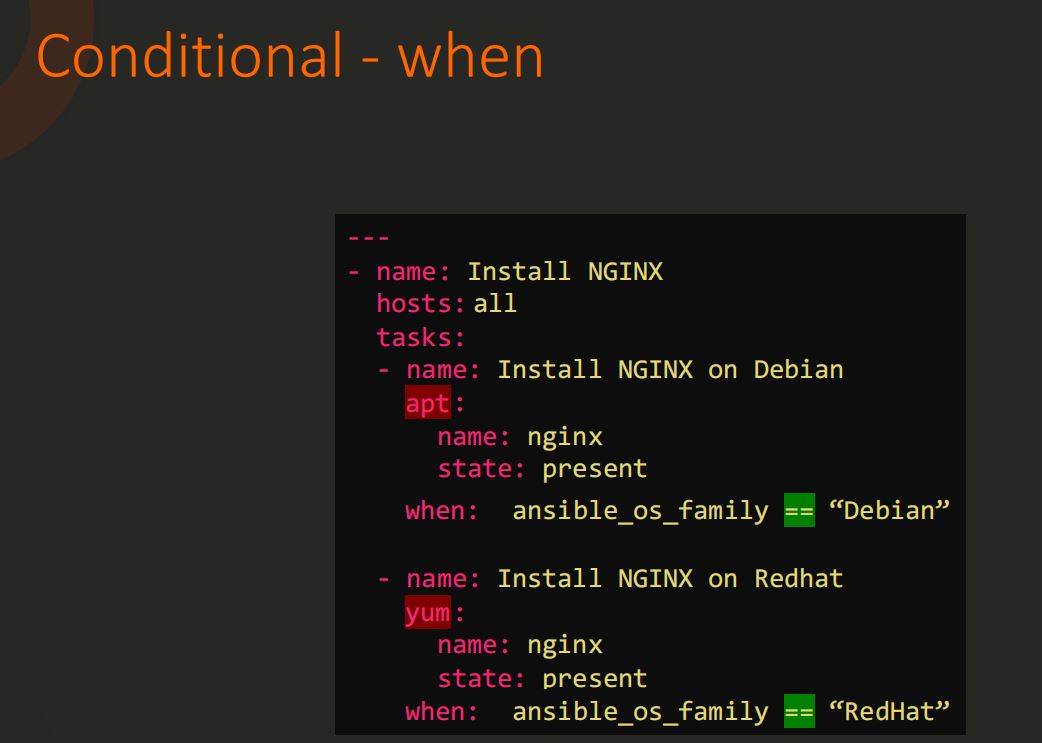 Conditional - when
---
- name: Install NGINX
  hosts: all
  tasks:
  - name: Install NGINX on Debian
    apt:
      name: nginx
      state: present
    when:  ansible_os_family == “Debian”
  - name: Install NGINX on Redhat
    yum:
      name: nginx
      state: present
    when:  ansible_os_family == “RedHat”